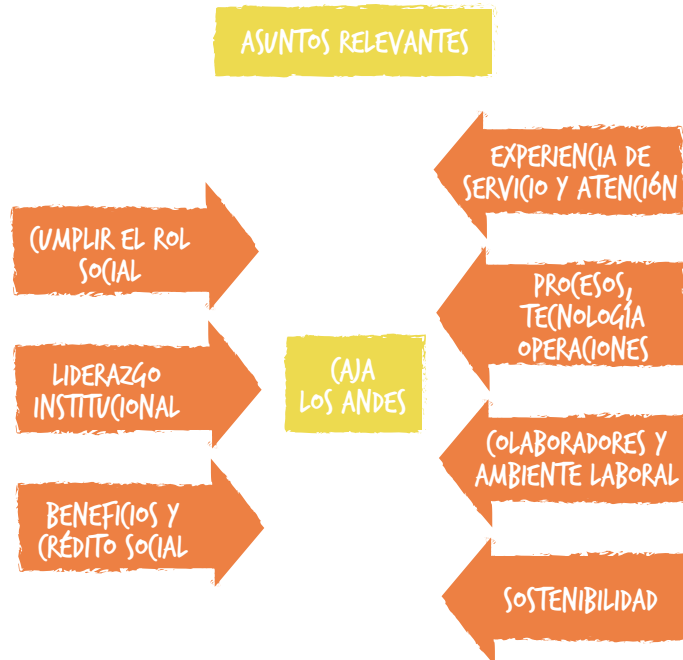 ASUNTOS RELEVANTES
CUMPLIR EL ROL
SOCIAL
LIDERAZGO
INSTITUCIONAL
BENEFICIOS Y
CRÉDITO SOCIAL
CAJA
LOS ANDES
EXPERIENCIA DE
SERVICIO Y ATENCIÓN
PROCESOS,
TECNOLOGÍA
OPERACIONES
COLABORADORES Y
AMBIENTE LABORAL
SOSTENIBILIDAD